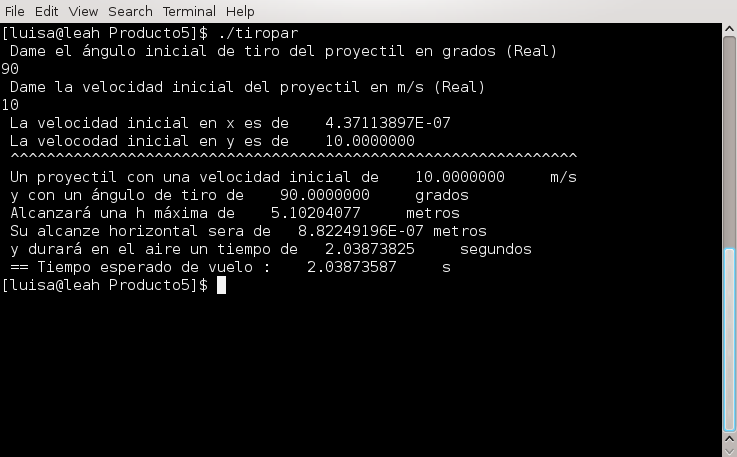 File Edit View Search Terminal Help
[luisa@leah Producto5]$ ./tiropar
Dame el ángulo inicial de tiro del proyectil en grados (Real)
90
Dame la velocidad inicial del proyectil en m/s (Real)
10
La velocidad inicial en x es de 4.37113897E-07
La velocodad inicial en y es de 10.0000000
^^^^^^^^^^^^^^^^^^^^^^^^^^^^^^^^^^^^^^^^^^^^^^^^^^^^^^^^^^^^^^^
Un proyectil con una velocidad inicial de 10.0000000 m/s
y con un ángulo de tiro de 90.0000000 grados
Alcanzará una h máxima de 5.10204077 metros
Su alcanze horizontal sera de 8.82249196E-07 metros
y durará en el aire un tiempo de 2.03873825 segundos
== Tiempo esperado de vuelo : 2.03873587 s
[luisa@leah Producto5]$